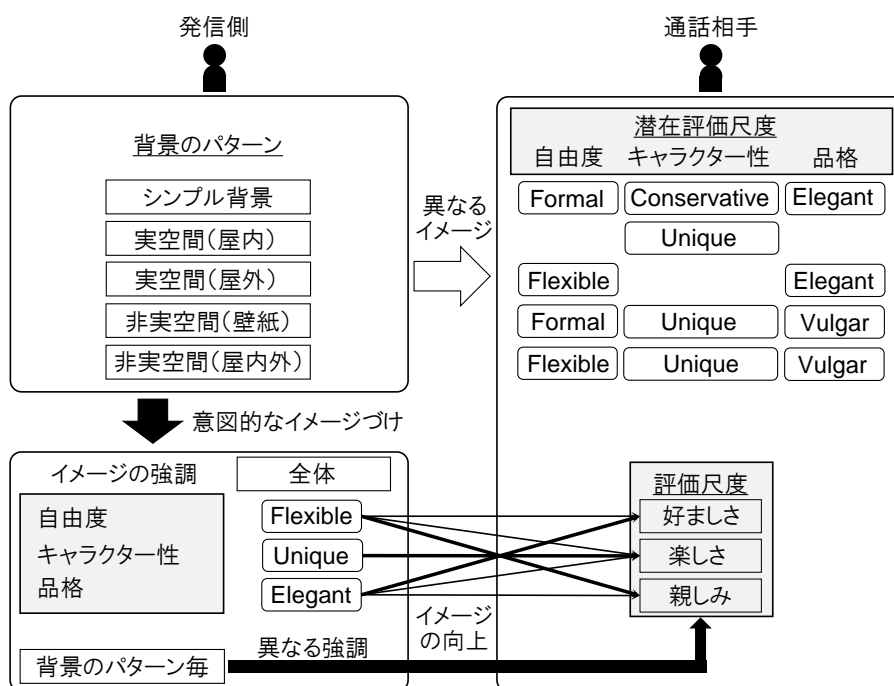 発信側
通話相手
背景のパターン
シンプル背景
実空間(屋内)
実空間(屋外)
非実空間(壁紙)
非実空間(屋内外)
異なる
イメージ
潜在評価尺度
自由度 キャラクター性 品格
Formal Conservative Elegant
Unique
Flexible Elegant
Formal Unique Vulgar
Flexible Unique Vulgar
意図的なイメージづけ
イメージの強調 全体
自由度
キャラクター性
品格
Flexible
Unique
Elegant
評価尺度
好ましさ
楽しさ
親しみ
イメージ
の向上
背景のパターン毎
異なる強調